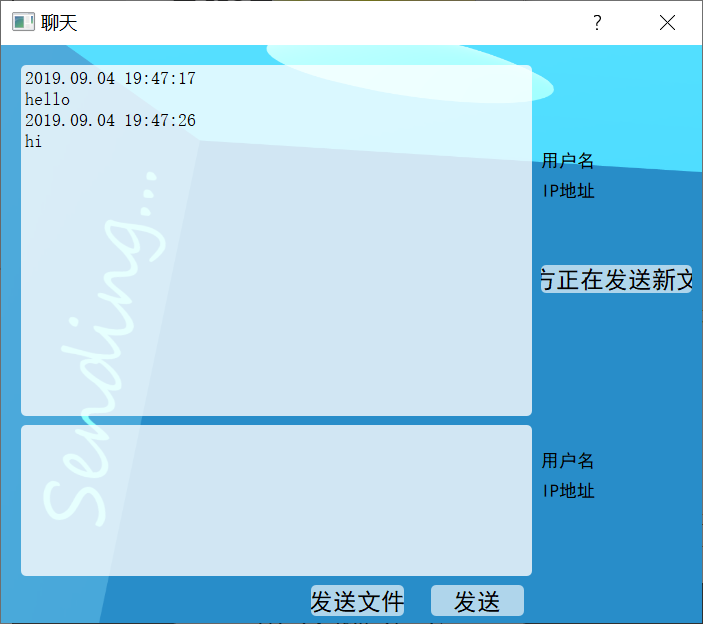 聊天
2019.09.04 19:47:17
hello
2019.09.04 19:47:26
hi
Sending...
用户名
IP地址
方正在发送新文
用户名
IP地址
发送文件
发送